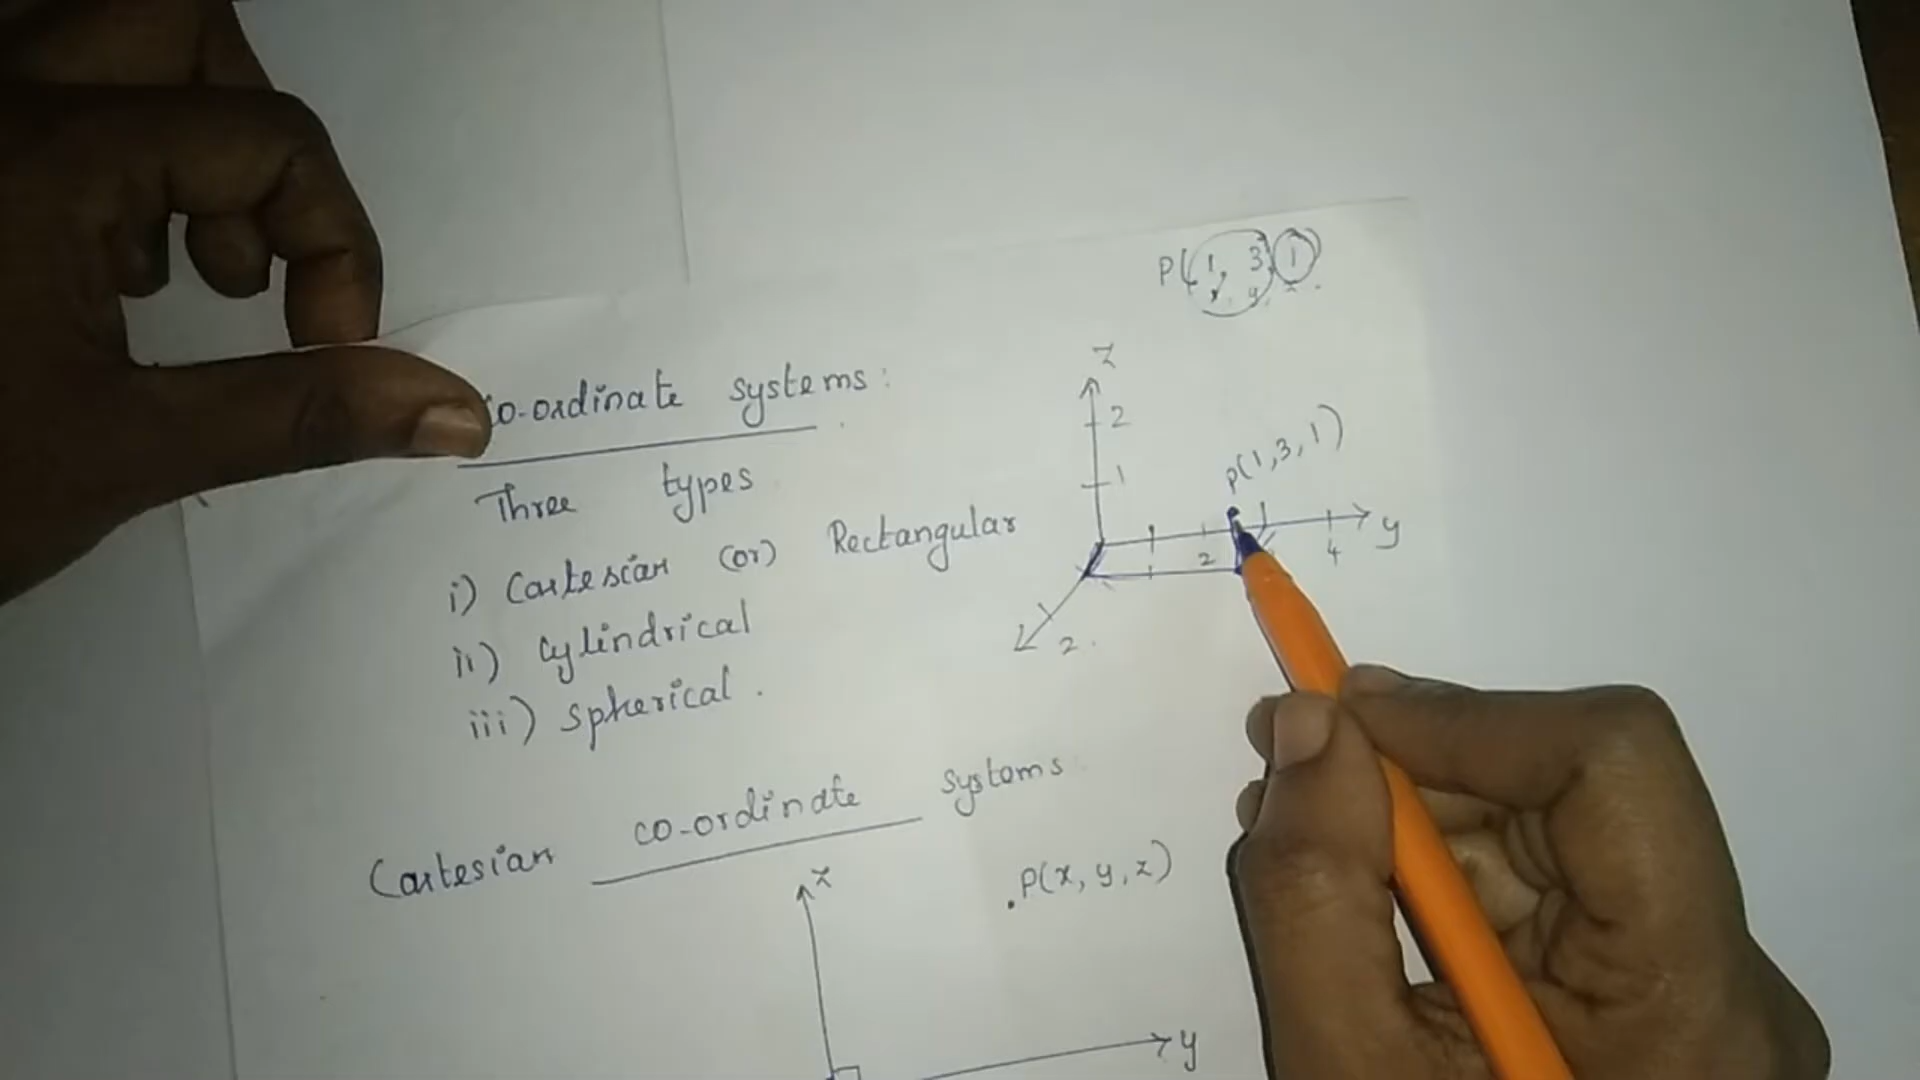 P(1, 3, 1)
x y z
z
2
1
P(1,3,1)
2 4 y
2
Co-ordinate systems:
Three types
i) Cartesian (or) Rectangular
ii) Cylindrical
iii) Spherical.
Cartesian co-ordinate systems
z
.P(x, y, z)
y